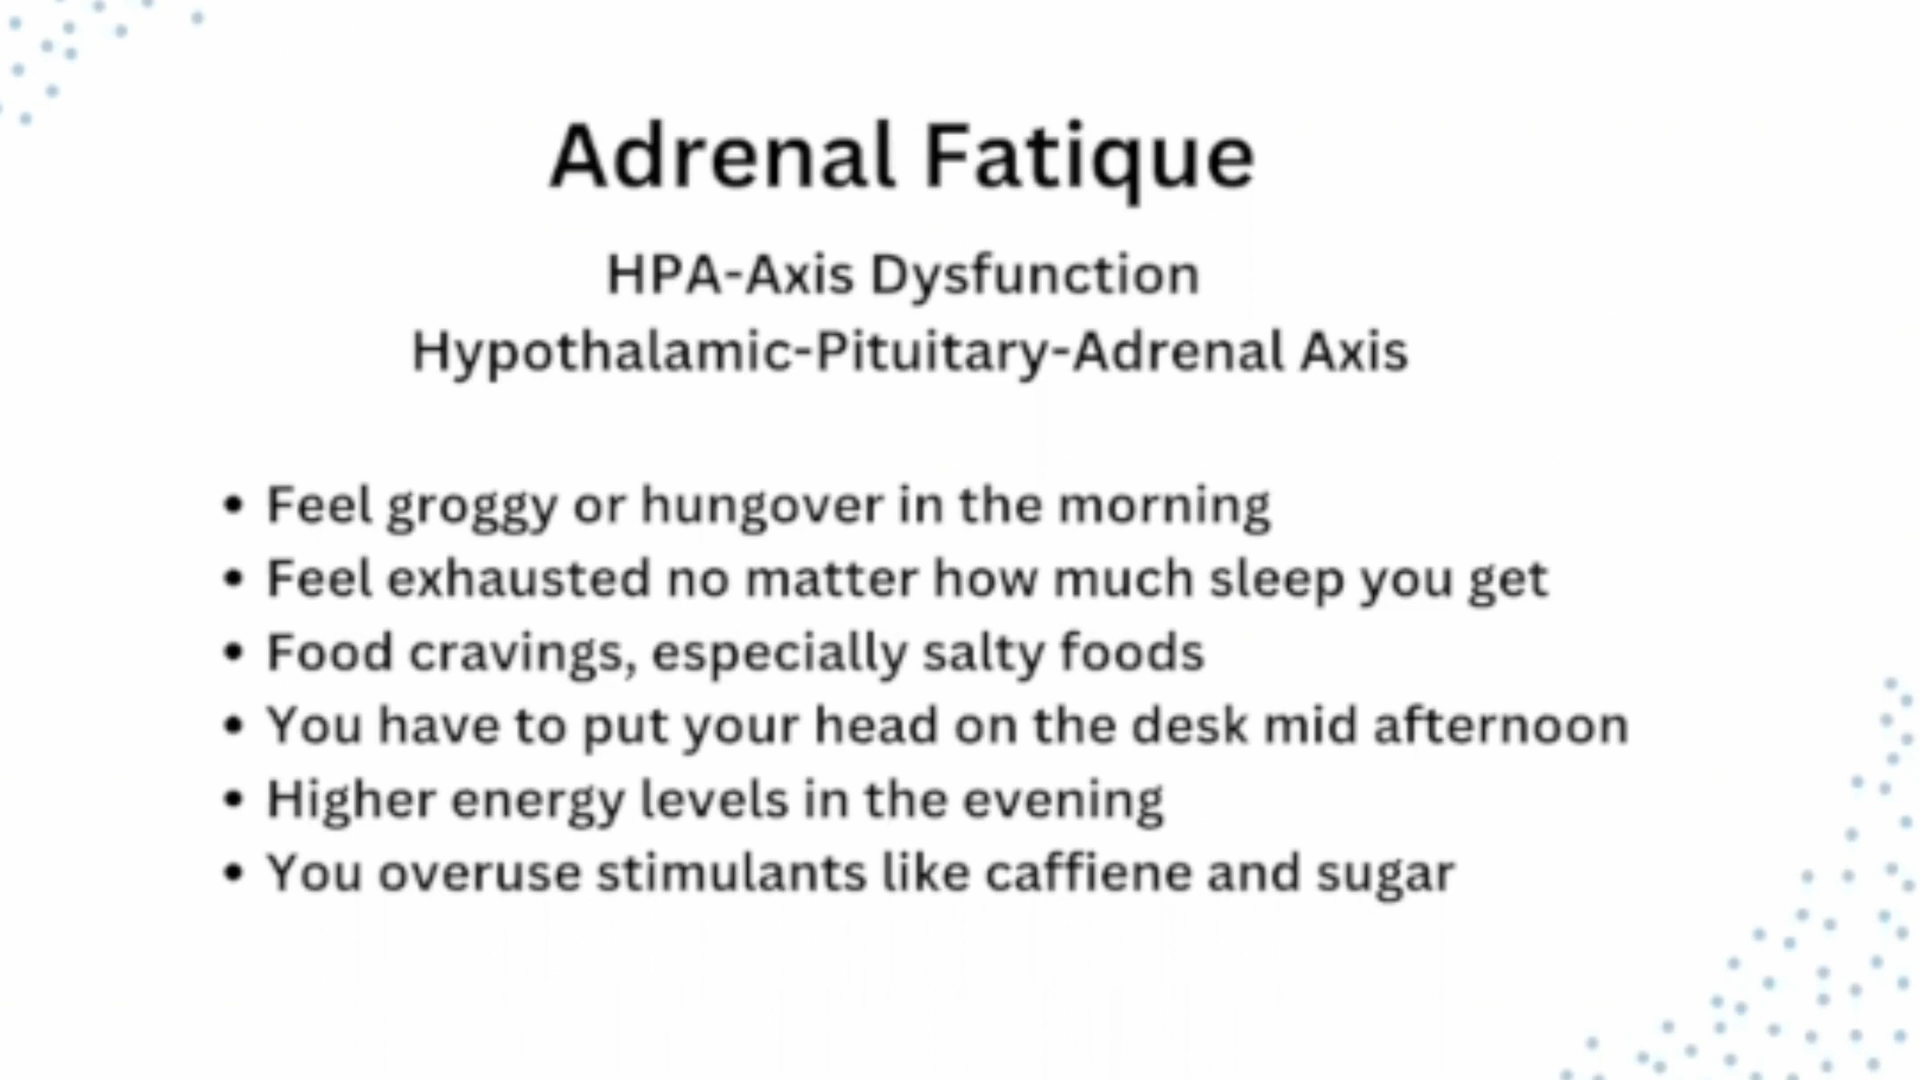 Adrenal Fatique
HPA-Axis Dysfunction
Hypothalamic-Pituitary-Adrenal Axis
• Feel groggy or hungover in the morning
• Feel exhausted no matter how much sleep you get
• Food cravings, especially salty foods
• You have to put your head on the desk mid afternoon
• Higher energy levels in the evening
• You overuse stimulants like caffiene and sugar